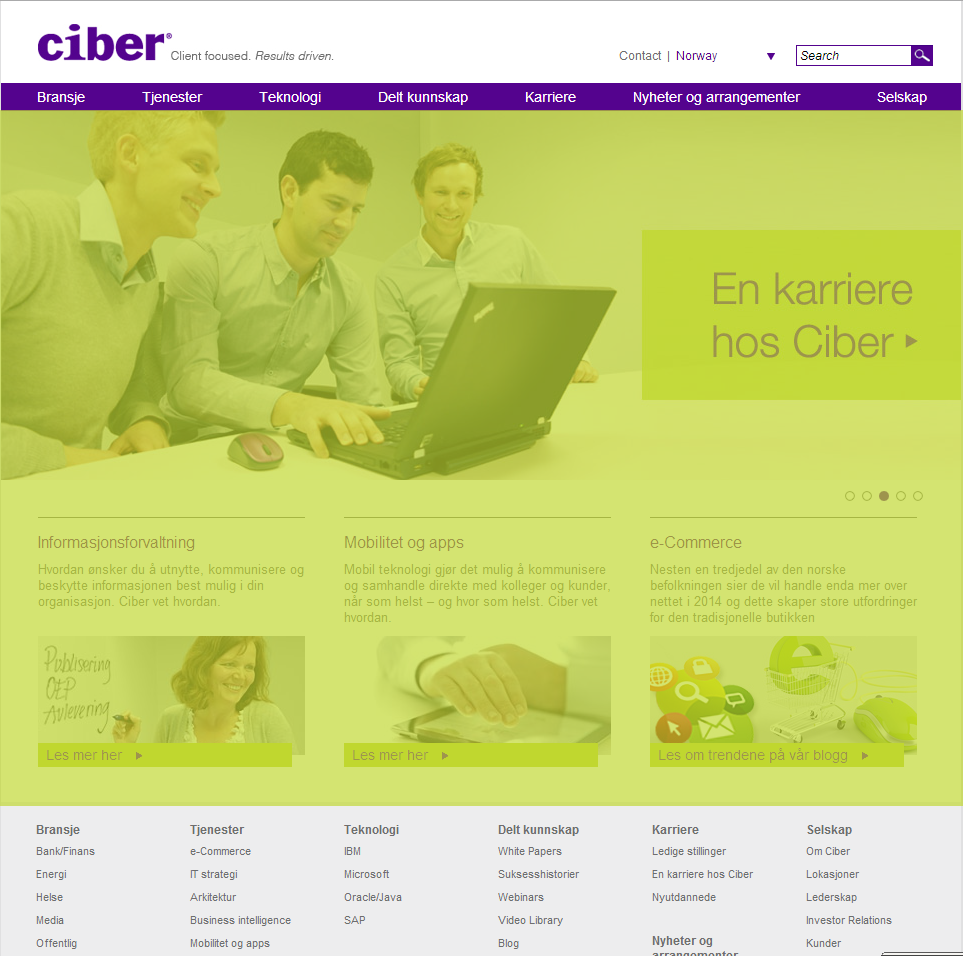 ciber®
Client focused. Results driven.
Contact | Norway
Search
Bransje Tjenester Teknologi Delt kunnskap Karriere Nyheter og arrangementer Selskap
En karriere
hos Ciber
Informasjonsforvaltning
Hvordan ønsker du å utnytte, kommunisere og
beskytte informasjonen best mulig i din
organisasjon. Ciber vet hvordan.
Publisering
OEP
Avlevering
Les mer her
Mobilitet og apps
Mobil teknologi gjør det mulig å kommunisere
og samhandle direkte med kolleger og kunder,
når som helst – og hvor som helst. Ciber vet
hvordan.
Les mer her
e-Commerce
Nesten en tredjedel av den norske
befolkningen sier de vil handle enda mer over
nettet i 2014 og dette skaper store utfordringer
for den tradisjonelle butikken
Les om trendene på vår blogg
Bransje
Bank/Finans
Energi
Helse
Media
Offentlig
Tjenester
e-Commerce
IT strategi
Arkitektur
Business intelligence
Mobilitet og apps
Teknologi
IBM
Microsoft
Oracle/Java
SAP
Delt kunnskap
White Papers
Suksesshistorier
Webinars
Video Library
Blog
Karriere
Ledige stillinger
En karriere hos Ciber
Nyutdannede
Nyheter og
arrangementer
Selskap
Om Ciber
Lokasjoner
Lederskap
Investor Relations
Kunder